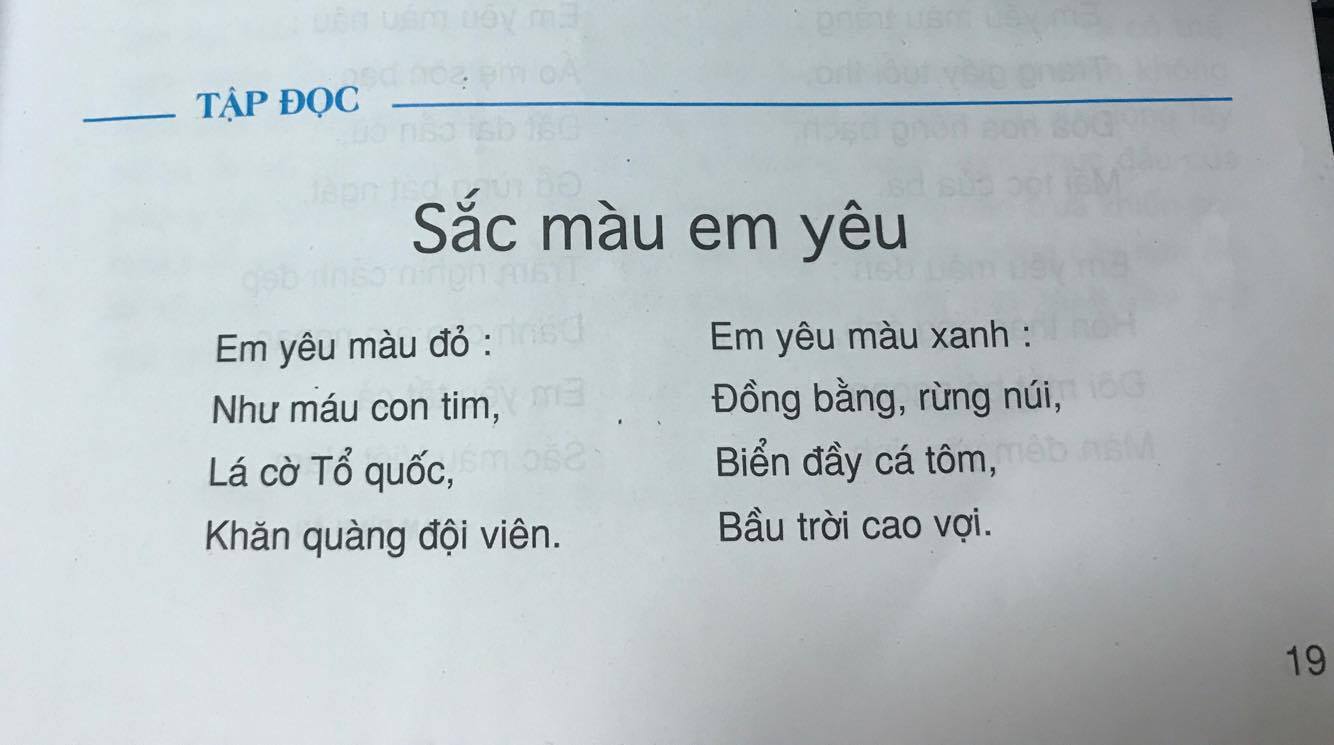 TẬP ĐỌC
Sắc màu em yêu
Em yêu màu đỏ :
Như máu con tim,
Lá cờ Tổ quốc,
Khăn quàng đội viên.
Em yêu màu xanh :
Đồng bằng, rừng núi,
Biển đầy cá tôm,
Bầu trời cao vợi.
19